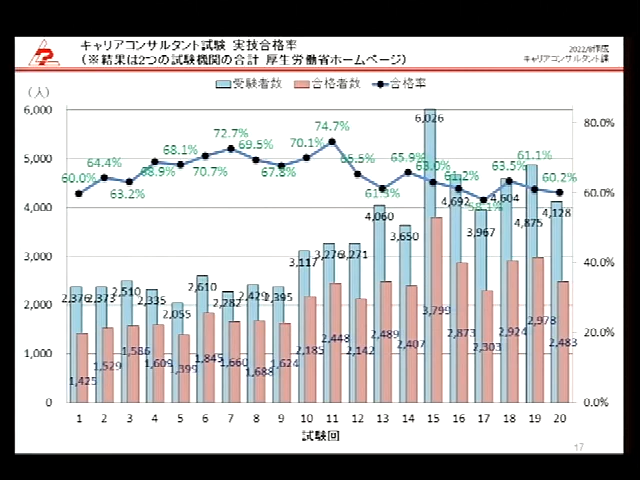 キャリアコンサルタント試験 実技合格率
(※結果は2つの試験機関の合計 厚生労働省ホームページ)
2022/8作成
キャリアコンサルタント課
受験者数 合格者数 合格率
(人)
6,000
5,000
4,000
3,000
2,000
1,000
0
80.0%
60.0%
40.0%
20.0%
0.0%
60.0% 64.4% 63.2% 68.9% 68.1% 70.7% 72.7% 69.5% 67.8% 70.1% 74.7% 65.5% 61.3% 65.9% 63.0% 61.2% 58.1% 63.5% 61.1% 60.2%
2,376 2,373 2,510 2,335 2,055 2,610 2,282 2,429 2,395 3,117 3,276 3,271 4,060 3,650 6,026 4,692 3,967 4,604 4,875 4,128
1,425 1,529 1,586 1,609 1,399 1,845 1,660 1,688 1,624 2,185 2,448 2,142 2,489 2,407 3,799 2,873 2,303 2,924 2,978 2,483
1 2 3 4 5 6 7 8 9 10 11 12 13 14 15 16 17 18 19 20
試験回
17